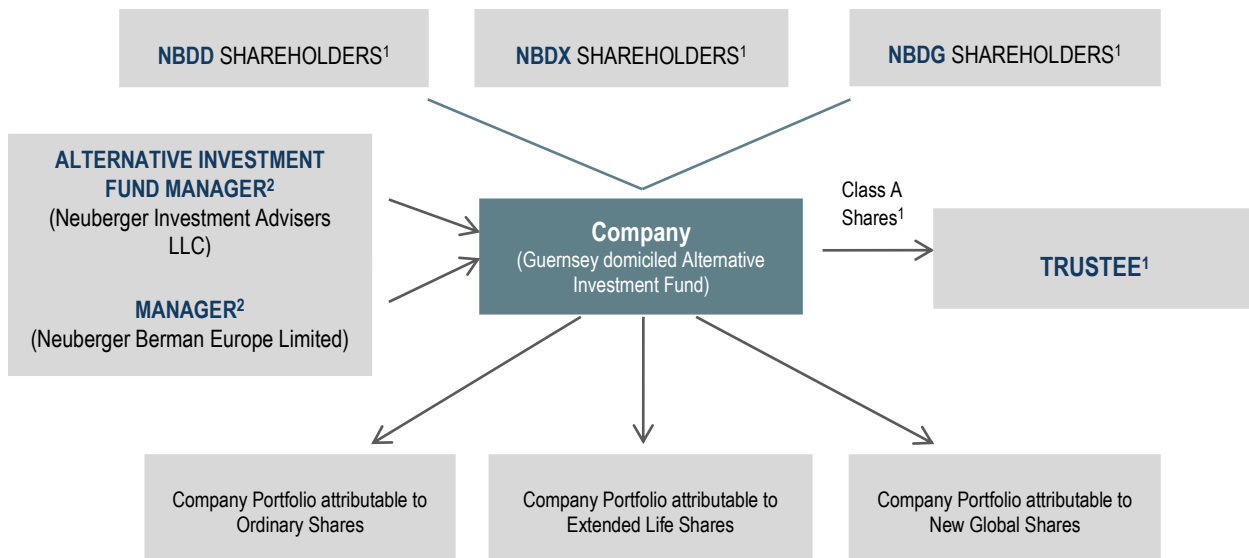 NBDD SHAREHOLDERS¹
NBDX SHAREHOLDERS¹
NBDG SHAREHOLDERS¹
ALTERNATIVE INVESTMENT
FUND MANAGER²
(Neuberger Investment Advisers
LLC)
MANAGER²
(Neuberger Berman Europe Limited)
Company
(Guernsey domiciled Alternative
Investment Fund)
Class A
Shares¹
TRUSTEE¹
Company Portfolio attributable to
Ordinary Shares
Company Portfolio attributable to
Extended Life Shares
Company Portfolio attributable to
New Global Shares